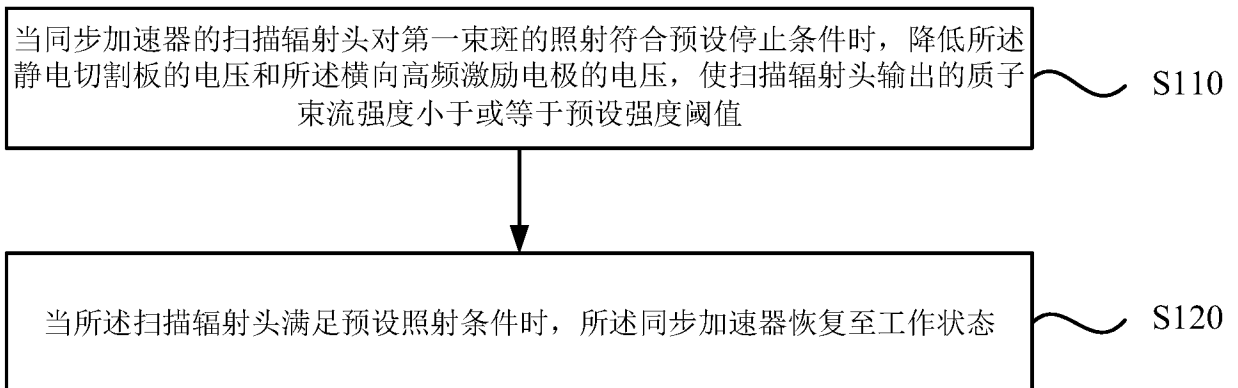 当同步加速器的扫描辐射头对第一束斑的照射符合预设停止条件时，降低所述
静电切割板的电压和所述横向高频激励电极的电压，使扫描辐射头输出的质子
束流强度小于或等于预设强度阈值
S110
当所述扫描辐射头满足预设照射条件时，所述同步加速器恢复至工作状态
S120